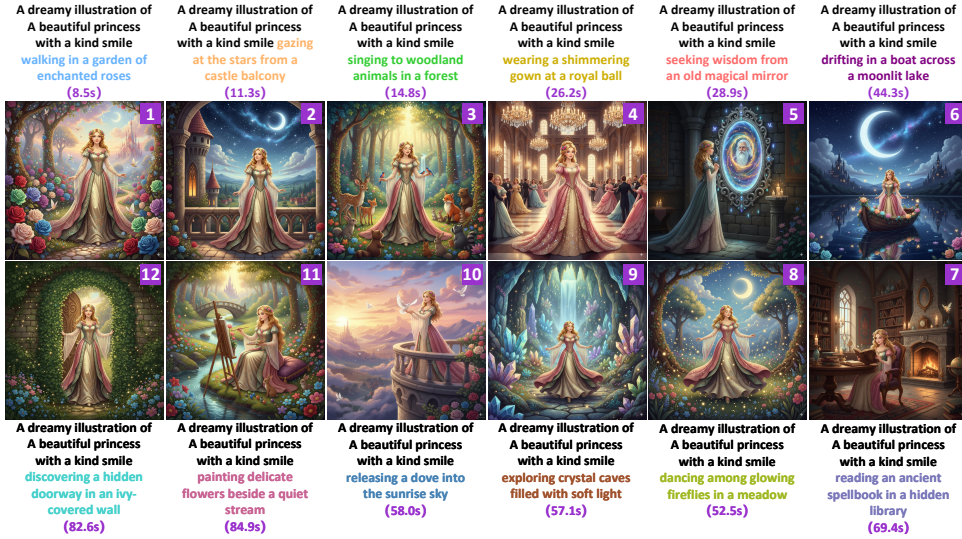 A dreamy illustration of
A beautiful princess
with a kind smile
walking in a garden of
enchanted roses
(8.5s)
A dreamy illustration of
A beautiful princess
with a kind smile gazing
at the stars from a
castle balcony
(11.3s)
A dreamy illustration of
A beautiful princess
with a kind smile
singing to woodland
animals in a forest
(14.8s)
A dreamy illustration of
A beautiful princess
with a kind smile
wearing a shimmering
gown at a royal ball
(26.2s)
A dreamy illustration of
A beautiful princess
with a kind smile
seeking wisdom from
an old magical mirror
(28.9s)
A dreamy illustration of
A beautiful princess
with a kind smile
drifting in a boat across
a moonlit lake
(44.3s)
1
2
3
4
5
6
12
11
10
9
8
7
A dreamy illustration of
A beautiful princess
with a kind smile
discovering a hidden
doorway in an ivy-
covered wall
(82.6s)
A dreamy illustration of
A beautiful princess
with a kind smile
painting delicate
flowers beside a quiet
stream
(84.9s)
A dreamy illustration of
A beautiful princess
with a kind smile
releasing a dove into
the sunrise sky
(58.0s)
A dreamy illustration of
A beautiful princess
with a kind smile
exploring crystal caves
filled with soft light
(57.1s)
A dreamy illustration of
A beautiful princess
with a kind smile
dancing among glowing
fireflies in a meadow
(52.5s)
A dreamy illustration of
A beautiful princess
with a kind smile
reading an ancient
spellbook in a hidden
library
(69.4s)